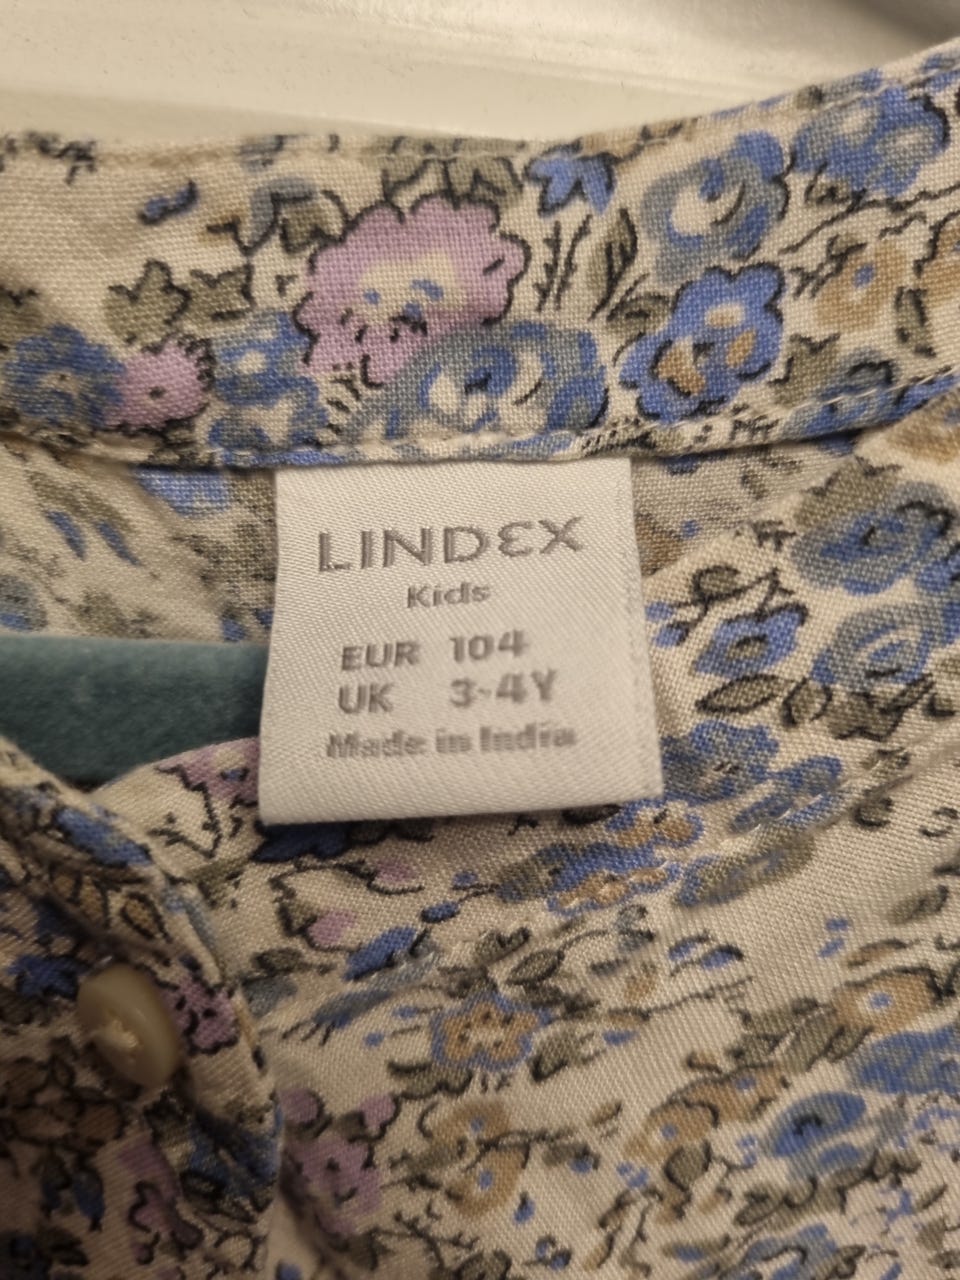 LINDEX
Kids
EUR 104
UK 3-4Y
Made in India